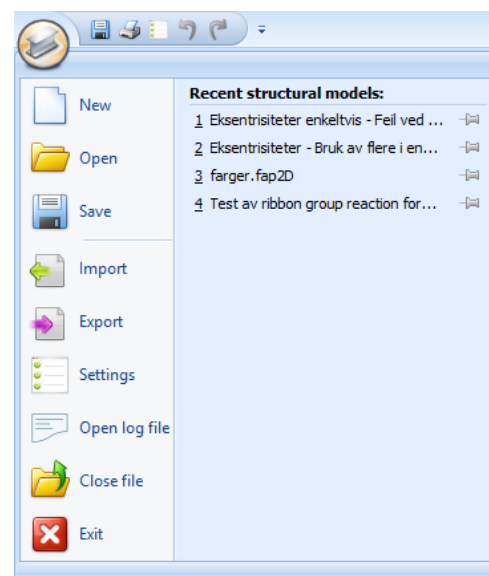 New
Open
Save
Import
Export
Settings
Open log file
Close file
Exit
Recent structural models:
1 Eksentrisiteter enkeltvis - Feil ved ...
2 Eksentrisiteter - Bruk av flere i en...
3 farger.fap2D
4 Test av ribbon group reaction for...